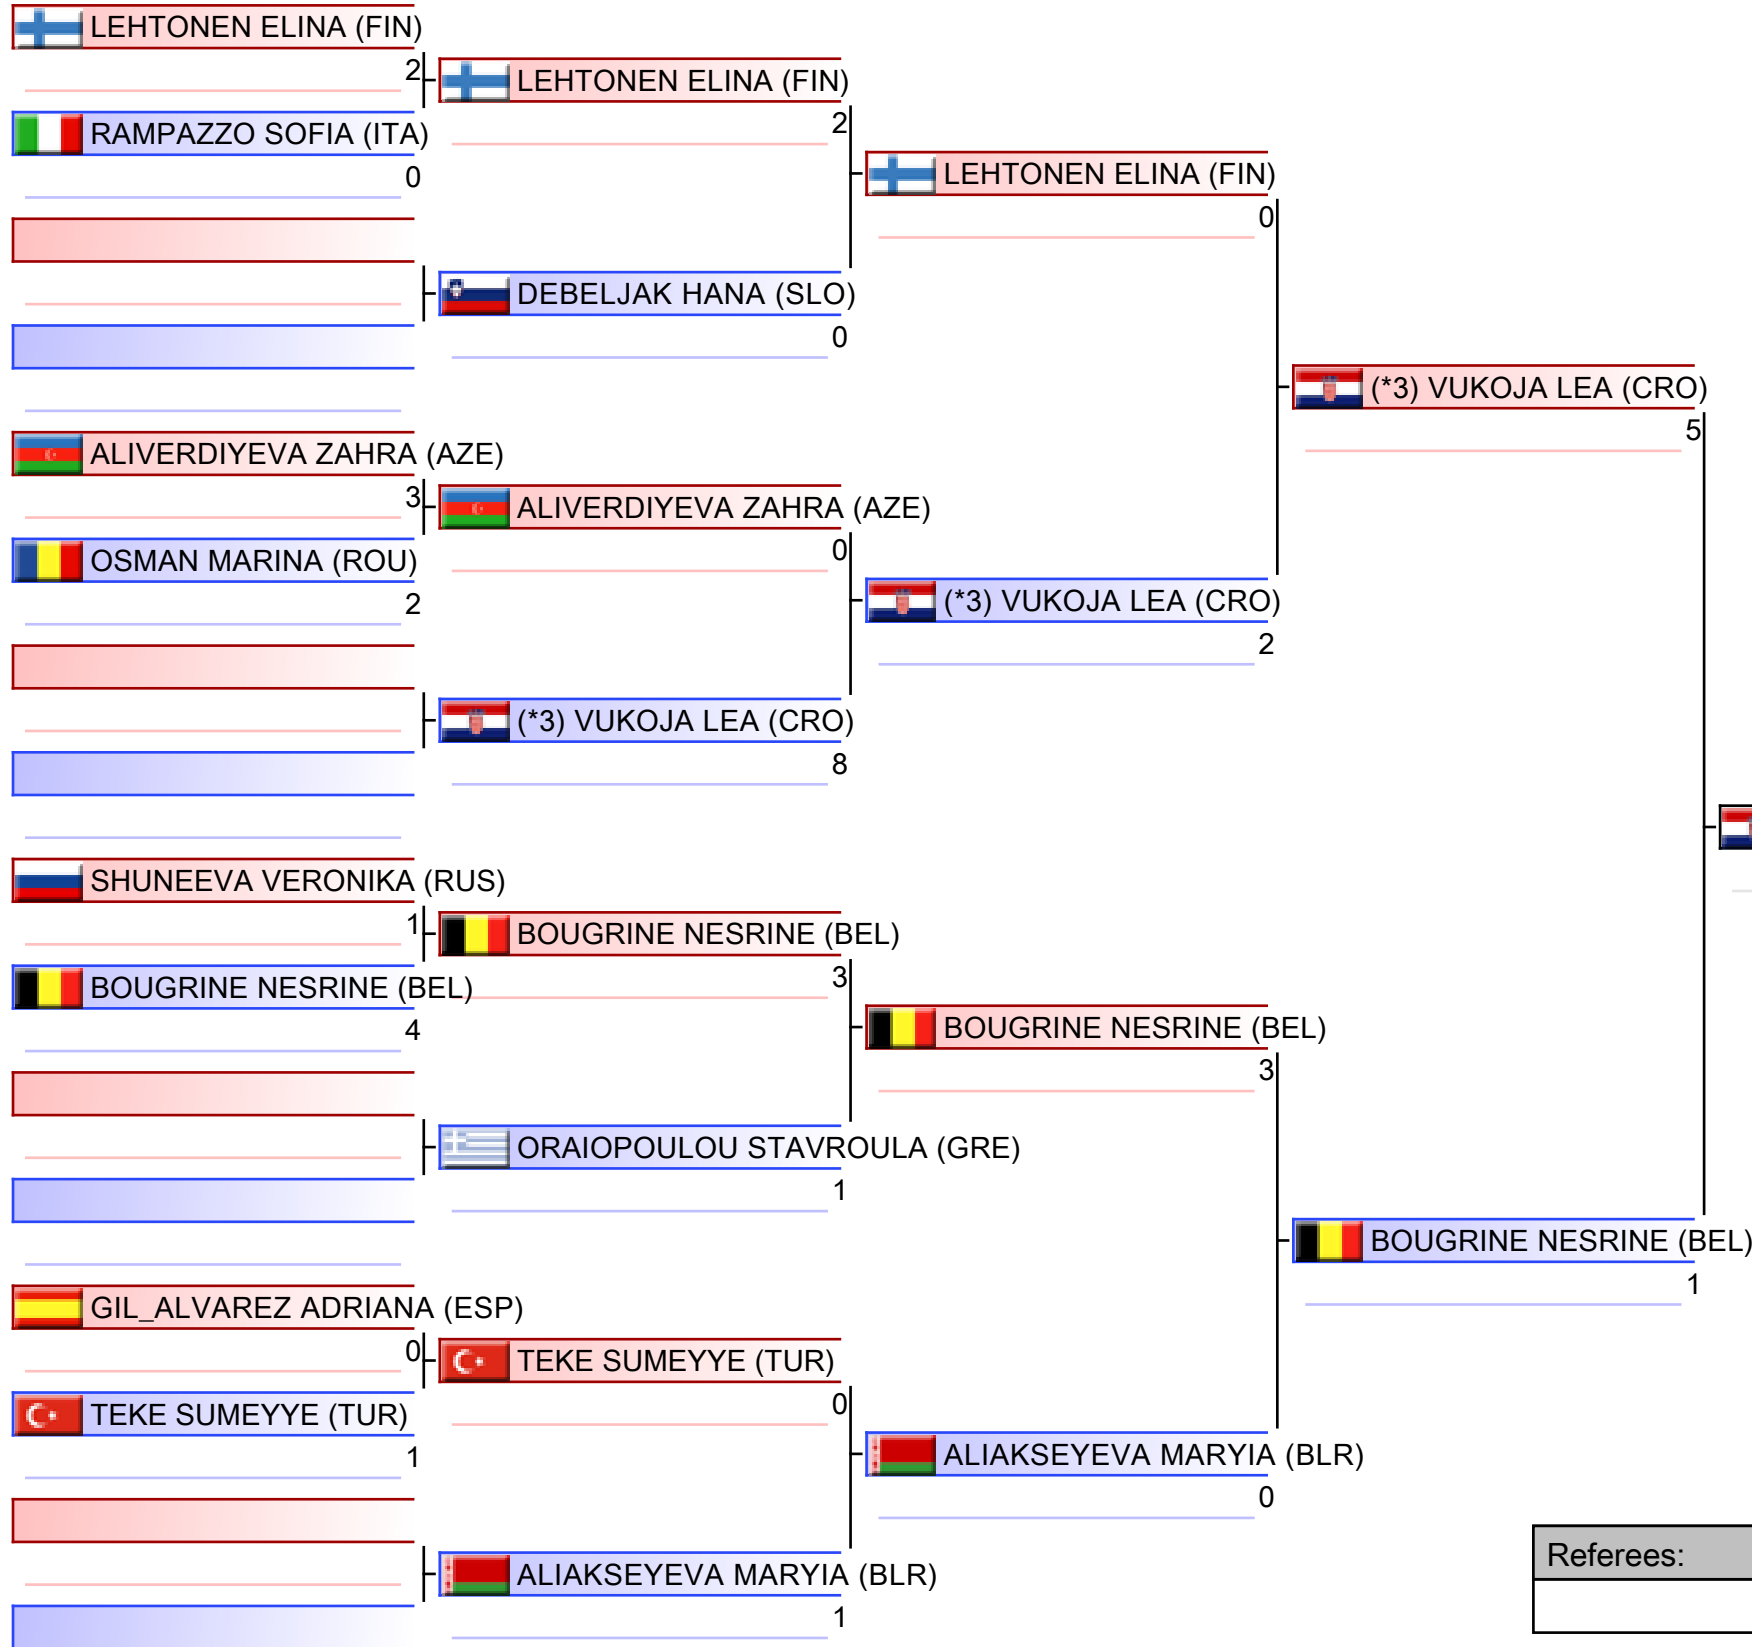 LEHTONEN ELINA (FIN)
2
RAMPAZZO SOFIA (ITA)
0
ALIVERDIYEVA ZAHRA (AZE)
3
OSMAN MARINA (ROU)
2
SHUNEEVA VERONIKA (RUS)
1
BOUGRINE NESRINE (BEL)
4
GIL_ALVAREZ ADRIANA (ESP)
0
TEKE SUMEYYE (TUR)
1
LEHTONEN ELINA (FIN)
2
DEBELJAK HANA (SLO)
0
ALIVERDIYEVA ZAHRA (AZE)
0
(*3) VUKOJA LEA (CRO)
8
BOUGRINE NESRINE (BEL)
3
ORAIOPOULOU STAVROULA (GRE)
1
TEKE SUMEYYE (TUR)
0
ALIAKSEYEVA MARYIA (BLR)
1
LEHTONEN ELINA (FIN)
0
(*3) VUKOJA LEA (CRO)
2
BOUGRINE NESRINE (BEL)
3
ALIAKSEYEVA MARYIA (BLR)
0
(*3) VUKOJA LEA (CRO)
5
BOUGRINE NESRINE (BEL)
1
Referees: